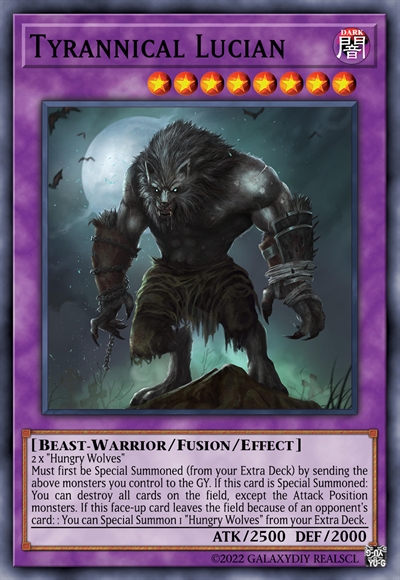 TYRANNICAL LUCIAN
DARK
闇
[BEAST-WARRIOR/FUSION/EFFECT]
2 x "Hungry Wolves"
Must first be Special Summoned (from your Extra Deck) by sending the
above monsters you control to the GY. If this card is Special Summoned:
You can destroy all cards on the field, except the Attack Position
monsters. If this face-up card leaves the field because of an opponent's
card: : You can Special Summon 1 "Hungry Wolves" from your Extra Deck.
ATK/2500 DEF/2000
©2022 GALAXYDIY REALSCL